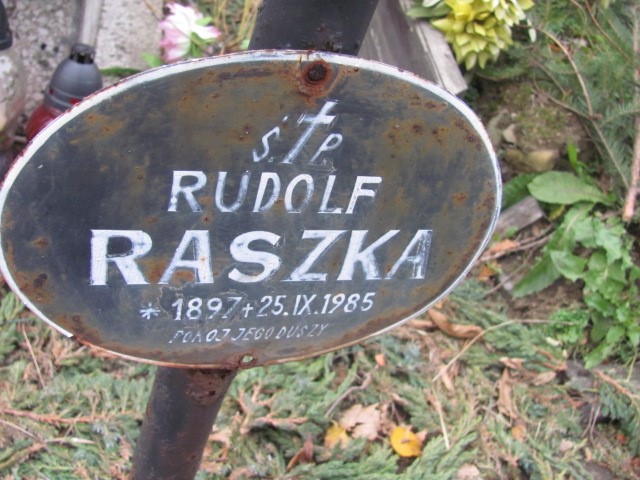 Ś. † P.
RUDOLF
RASZKA
* 1897 + 25.IX.1985
POKÓJ JEGO DUSZY